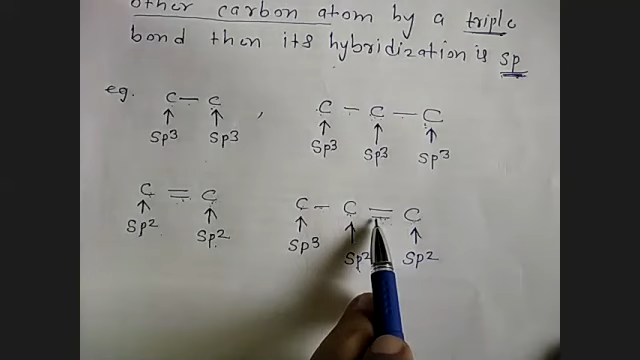 other carbon atom by a triple
bond then its hybridization is sp
eg. C — C , C — C — C
Sp3 Sp3 Sp3 Sp3 Sp3
C = C C — C = C
Sp2 Sp2 Sp3 Sp2 Sp2